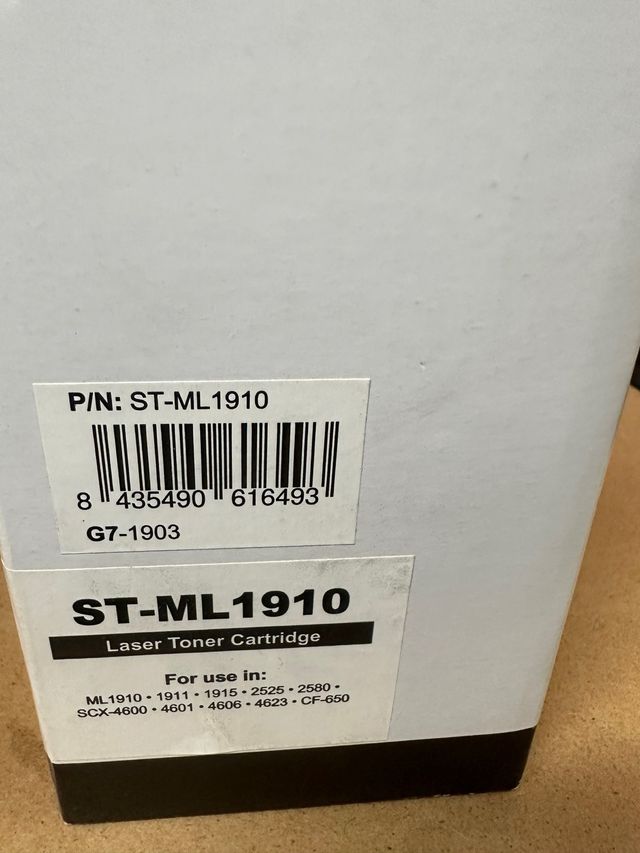 P/N: ST-ML1910
8 435490 616493
G7-1903
ST-ML1910
Laser Toner Cartridge
For use in:
ML1910 • 1911 • 1915 • 2525 • 2580 •
SCX-4600 • 4601 • 4606 • 4623 • CF-650